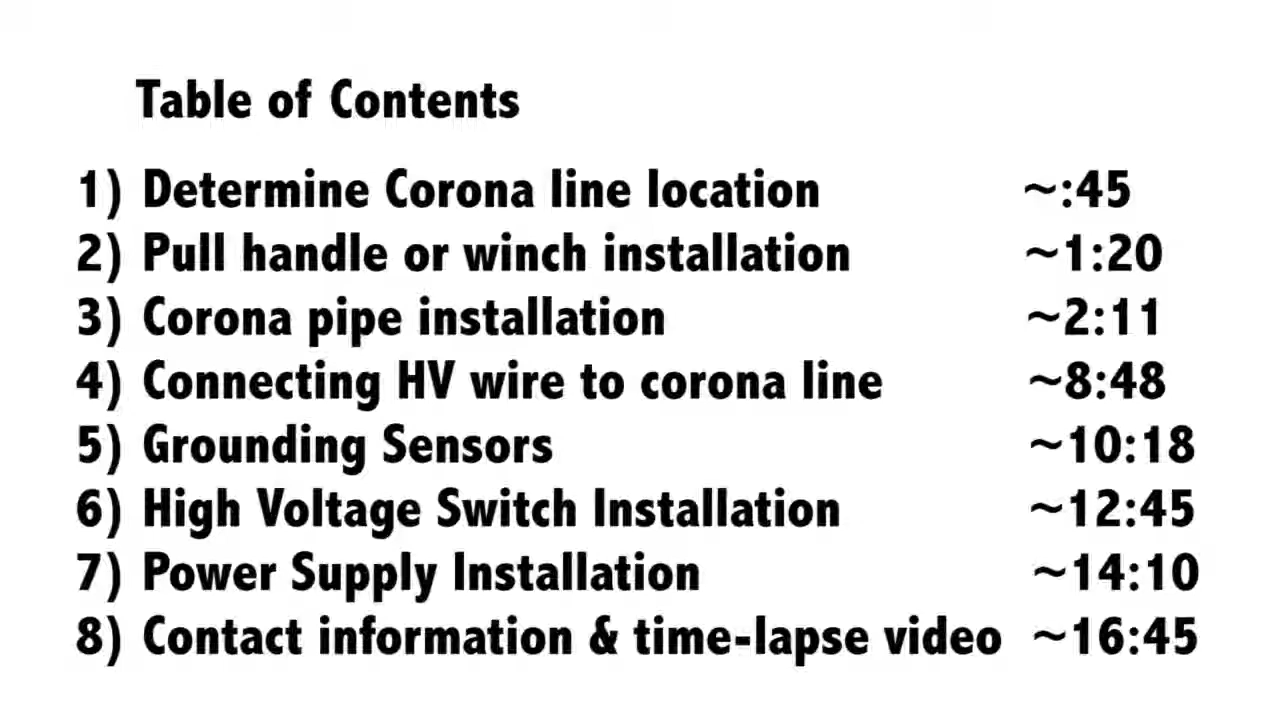 Table of Contents
1) Determine Corona line location ~:45
2) Pull handle or winch installation ~1:20
3) Corona pipe installation ~2:11
4) Connecting HV wire to corona line ~8:48
5) Grounding Sensors ~10:18
6) High Voltage Switch Installation ~12:45
7) Power Supply Installation ~14:10
8) Contact information & time-lapse video ~16:45